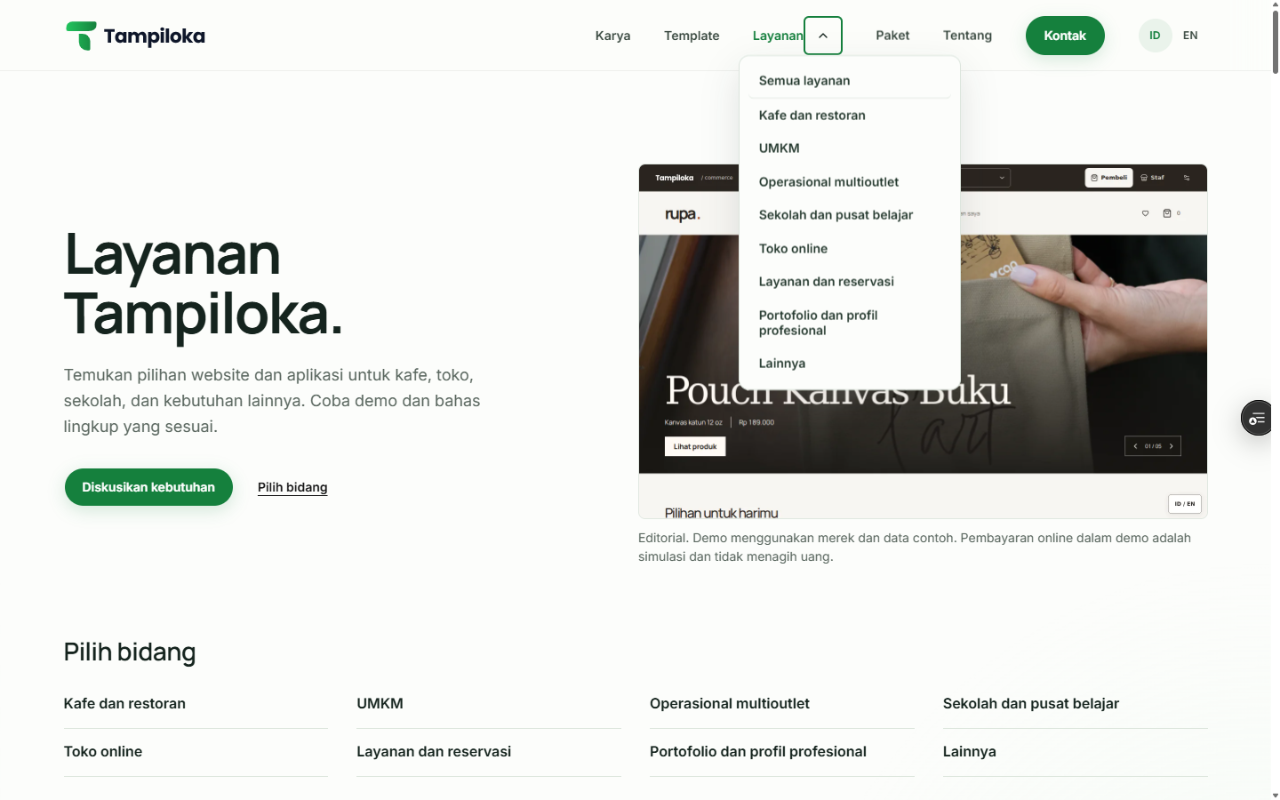 Tampiloka
Karya
Template
Layanan
Paket
Tentang
Kontak
ID
EN
Semua layanan
Kafe dan restoran
UMKM
Operasional multioutlet
Sekolah dan pusat belajar
Toko online
Layanan dan reservasi
Portofolio dan profil
profesional
Lainnya
Layanan
Tampiloka.
Temukan pilihan website dan aplikasi untuk kafe, toko,
sekolah, dan kebutuhan lainnya. Coba demo dan bahas
lingkup yang sesuai.
Diskusikan kebutuhan
Pilih bidang
Tampiloka / commerce
Pembeli
Staf
rupa.
0
Pouch Kanvas Buku
Kanvas katun 12 oz
Rp 189.000
Lihat produk
01 / 05
Pilihan untuk harimu
ID / EN
Editorial. Demo menggunakan merek dan data contoh. Pembayaran online dalam demo adalah
simulasi dan tidak menagih uang.
Pilih bidang
Kafe dan restoran
UMKM
Operasional multioutlet
Sekolah dan pusat belajar
Toko online
Layanan dan reservasi
Portofolio dan profil profesional
Lainnya